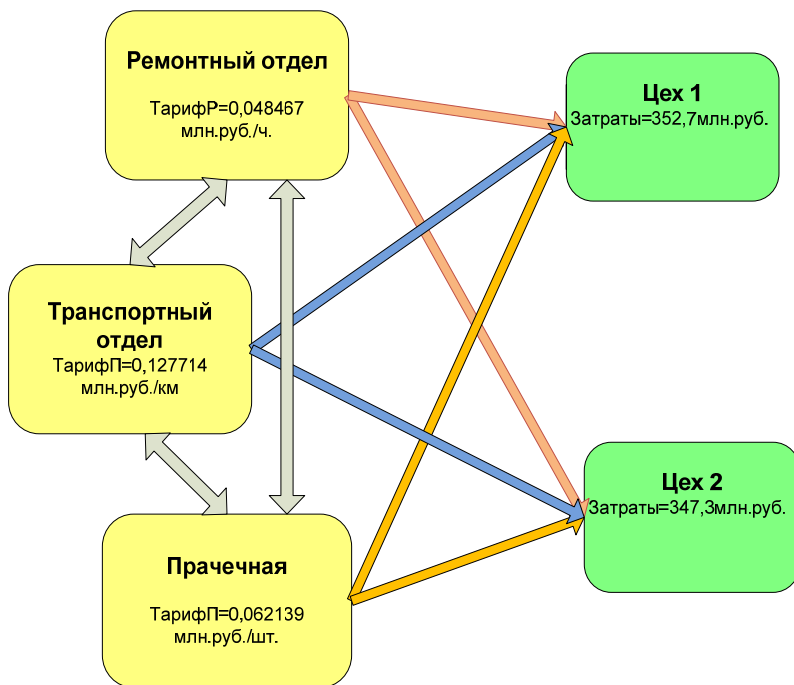 Ремонтный отдел
ТарифР=0,048467
млн.руб./ч.
Цех 1
Затраты=352,7млн.руб.
Транспортный
отдел
ТарифП=0,127714
млн.руб./км
Цех 2
Затраты=347,3млн.руб.
Прачечная
ТарифП=0,062139
млн.руб./шт.